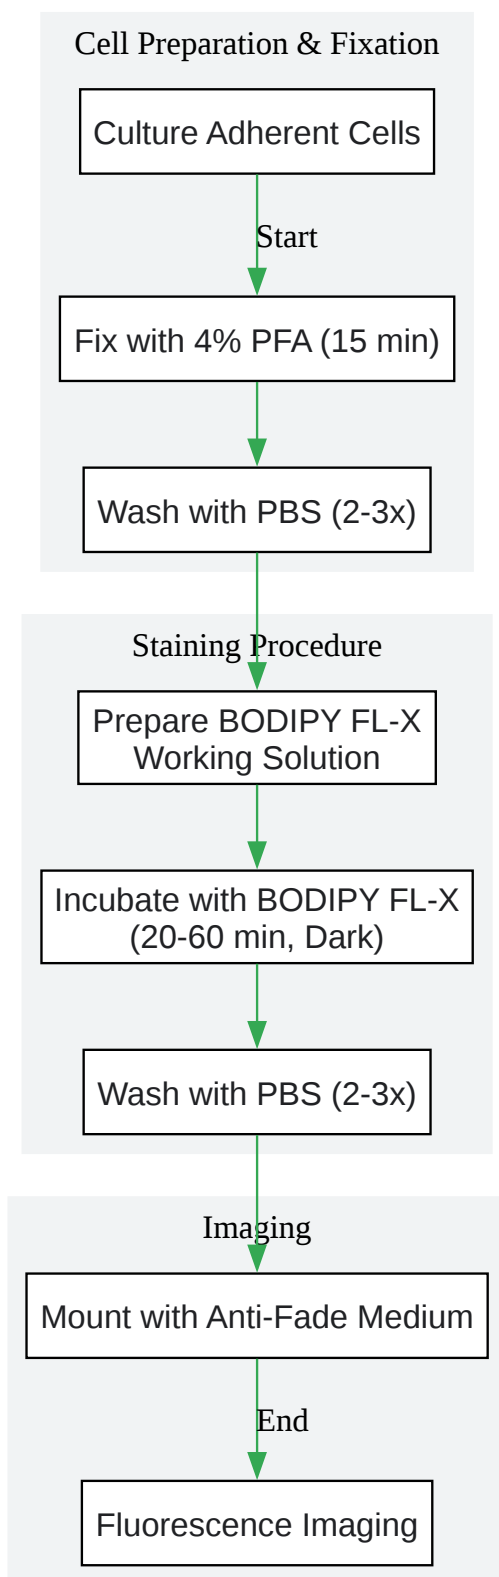 Cell Preparation & Fixation
Culture Adherent Cells
Start
Fix with 4% PFA (15 min)
Wash with PBS (2-3x)
Staining Procedure
Prepare BODIPY FL-X
Working Solution
Incubate with BODIPY FL-X
(20-60 min, Dark)
Wash with PBS (2-3x)
Imaging
Mount with Anti-Fade Medium
End
Fluorescence Imaging